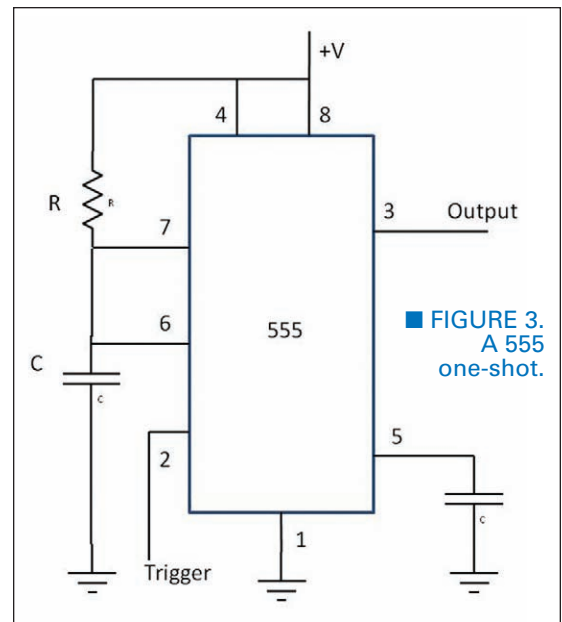 +V
4
8
R
R
7
3
Output
6
555
■ FIGURE 3.
A 555
one-shot.
C
C
5
2
C
1
Trigger